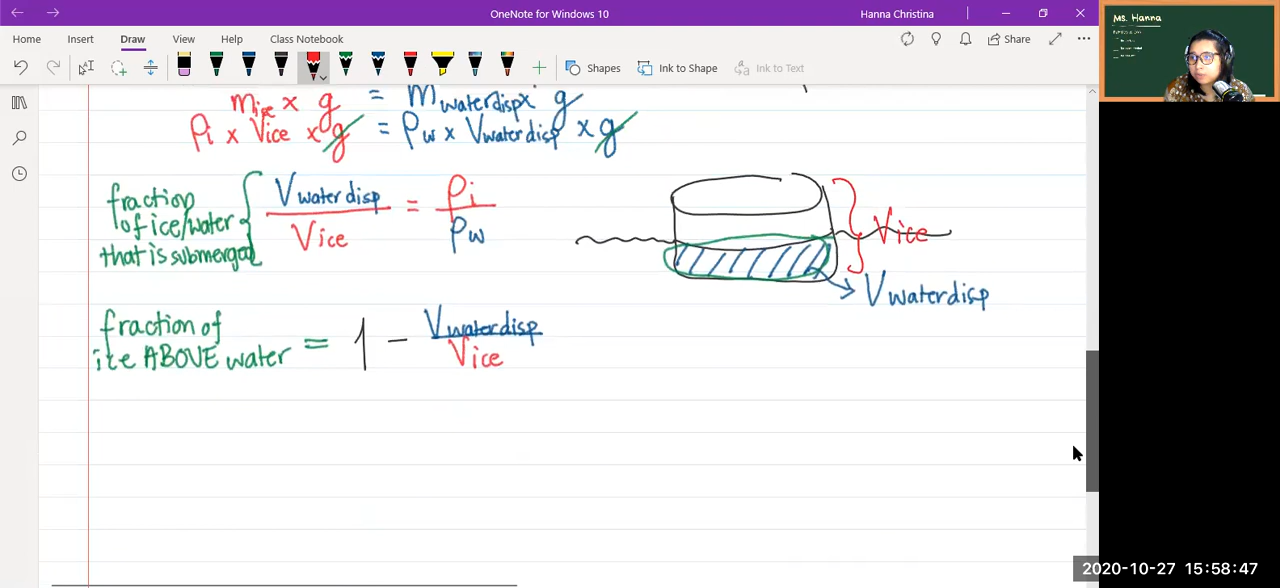 OneNote for Windows 10
Hanna Christina
Home Insert Draw View Help Class Notebook
Share
Shapes
Ink to Shape
Ink to Text
Ms. Hanna
mice x g = mwaterdisp x g
ρi x Vice x g = ρw x Vwaterdisp x g
fraction
of ice/water
that is submerged
Vwaterdisp / Vice = ρi / ρw
Vice
Vwaterdisp
fraction of
ice ABOVE water = 1 - Vwaterdisp / Vice
2020-10-27 15:58:47